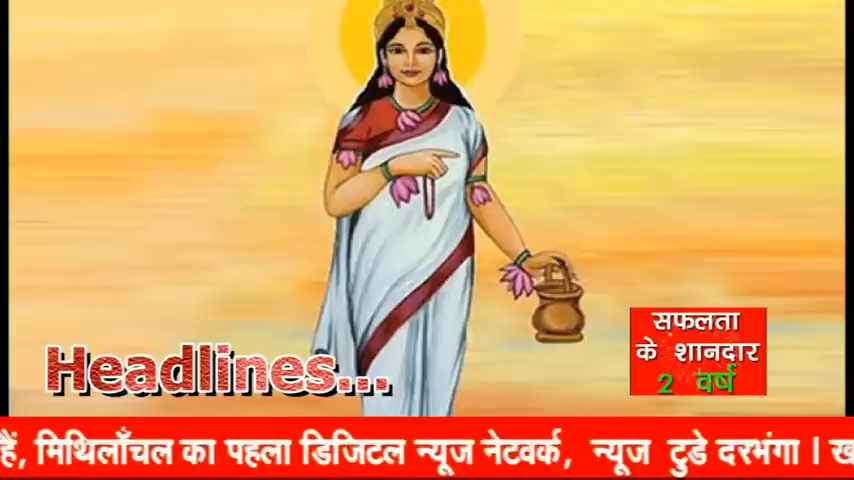 सफलता
के शानदार
2 वर्ष
Headlines...
हैं, मिथिलाँचल का पहला डिजिटल न्यूज नेटवर्क, न्यूज टुडे दरभंगा । ख